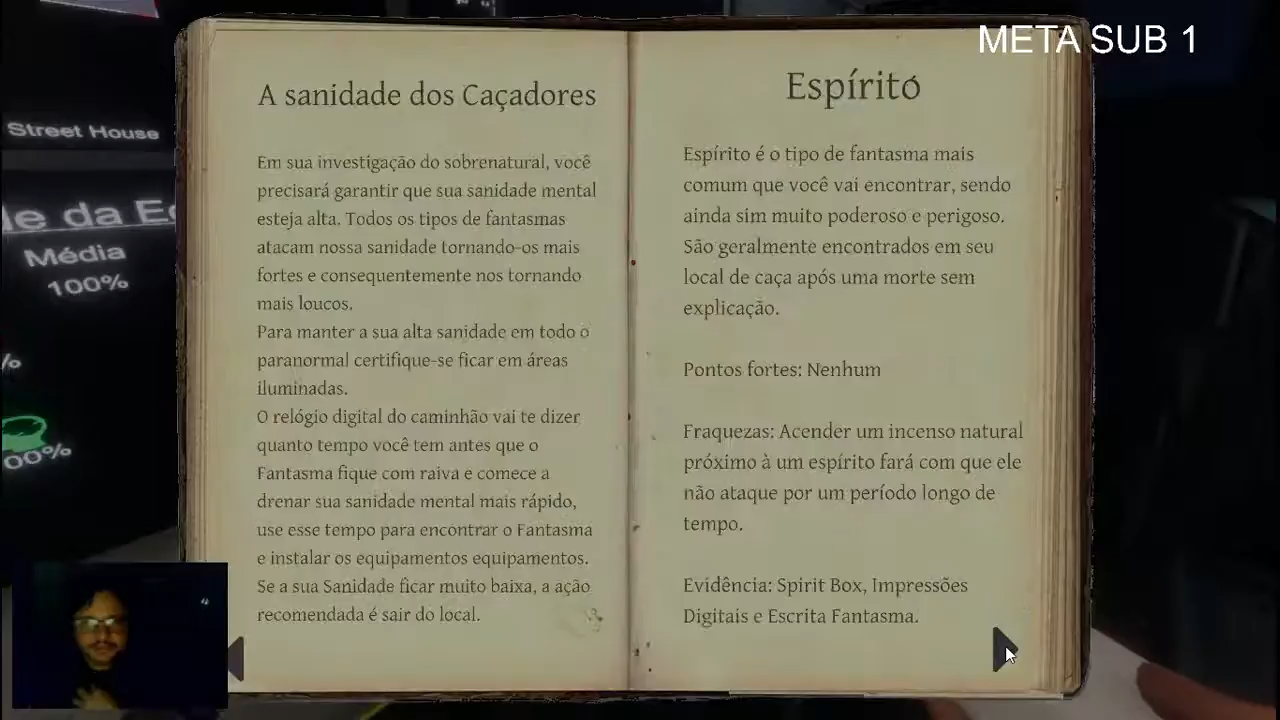 META SUB 1
Street House
Média
100%
%
00%
A sanidade dos Caçadores
Em sua investigação do sobrenatural, você
precisará garantir que sua sanidade mental
esteja alta. Todos os tipos de fantasmas
atacam nossa sanidade tornando-os mais
fortes e consequentemente nos tornando
mais loucos.
Para manter a sua alta sanidade em todo o
paranormal certifique-se ficar em áreas
iluminadas.
O relógio digital do caminhão vai te dizer
quanto tempo você tem antes que o
Fantasma fique com raiva e comece a
drenar sua sanidade mental mais rápido,
use esse tempo para encontrar o Fantasma
e instalar os equipamentos equipamentos.
Se a sua Sanidade ficar muito baixa, a ação
recomendada é sair do local.
Espírito
Espírito é o tipo de fantasma mais
comum que você vai encontrar, sendo
ainda sim muito poderoso e perigoso.
São geralmente encontrados em seu
local de caça após uma morte sem
explicação.
Pontos fortes: Nenhum
Fraquezas: Acender um incenso natural
próximo à um espírito fará com que ele
não ataque por um período longo de
tempo.
Evidência: Spirit Box, Impressões
Digitais e Escrita Fantasma.